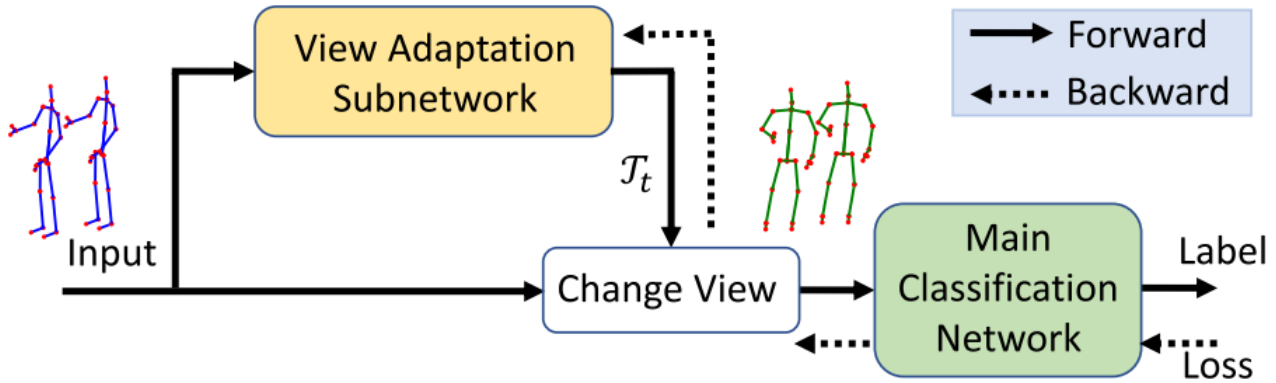 View Adaptation
Subnetwork
Forward
Backward
𝒯ₜ
Input
Change View
Main
Classification
Network
Label
Loss